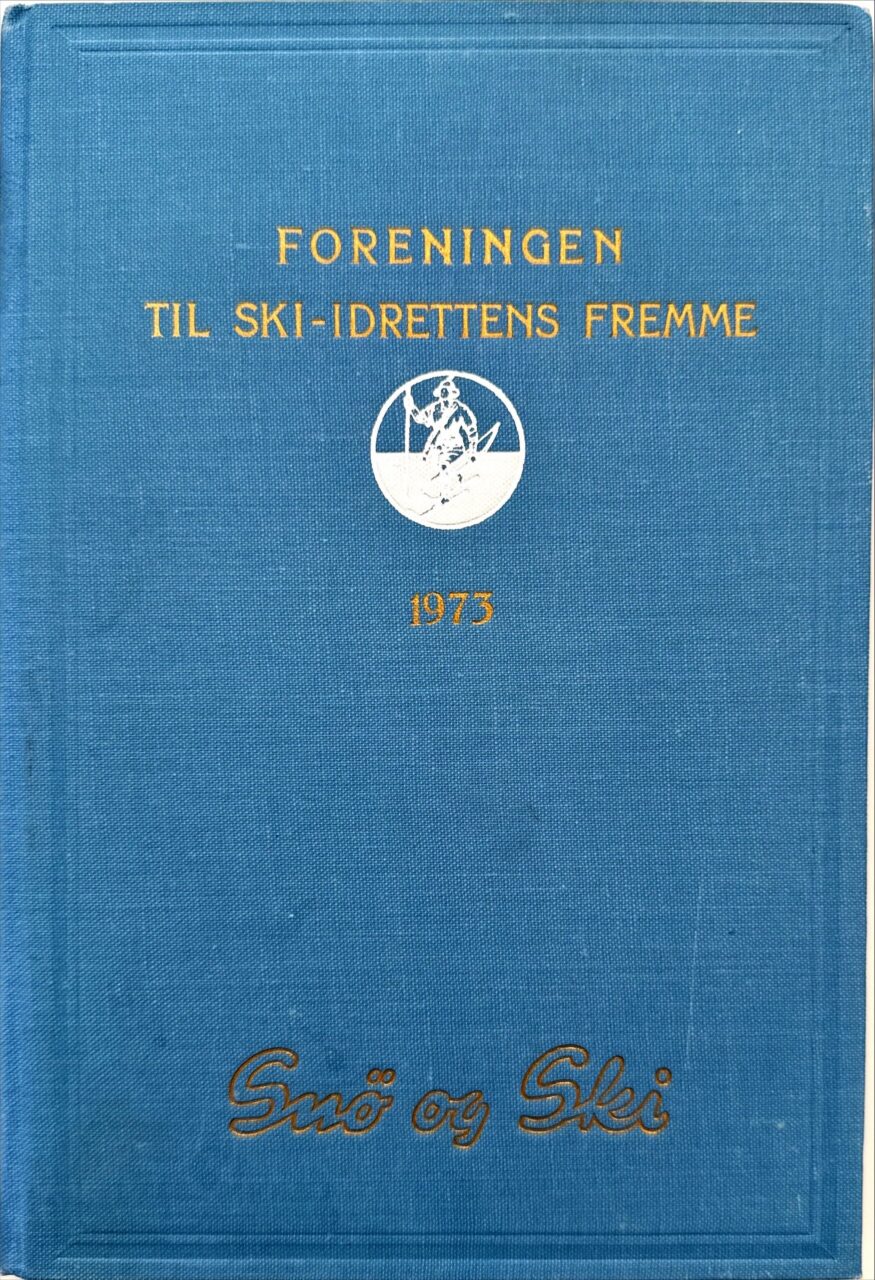 FORENINGEN
TIL SKI-IDRETTENS FREMME
1973
Snö og Ski